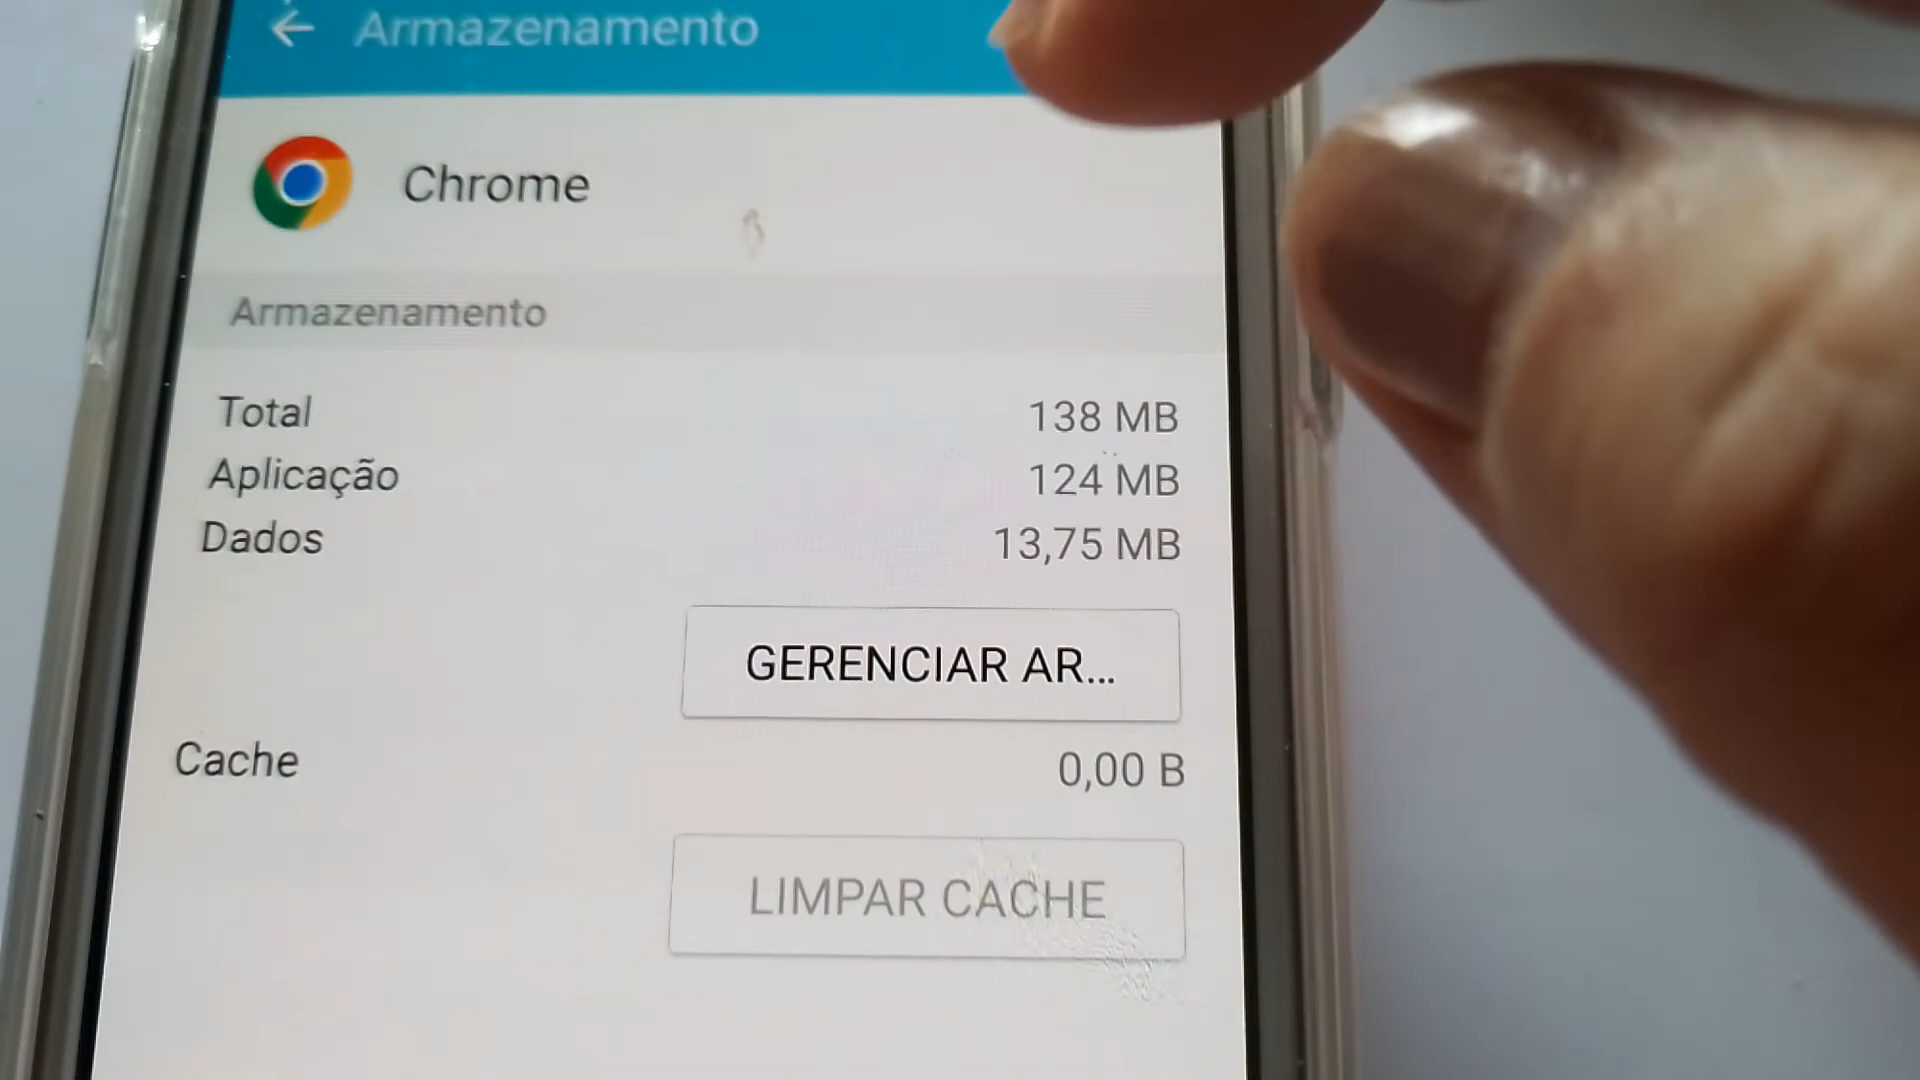 Armazenamento
Chrome
Armazenamento
Total 138 MB
Aplicação 124 MB
Dados 13,75 MB
GERENCIAR AR...
Cache 0,00 B
LIMPAR CACHE